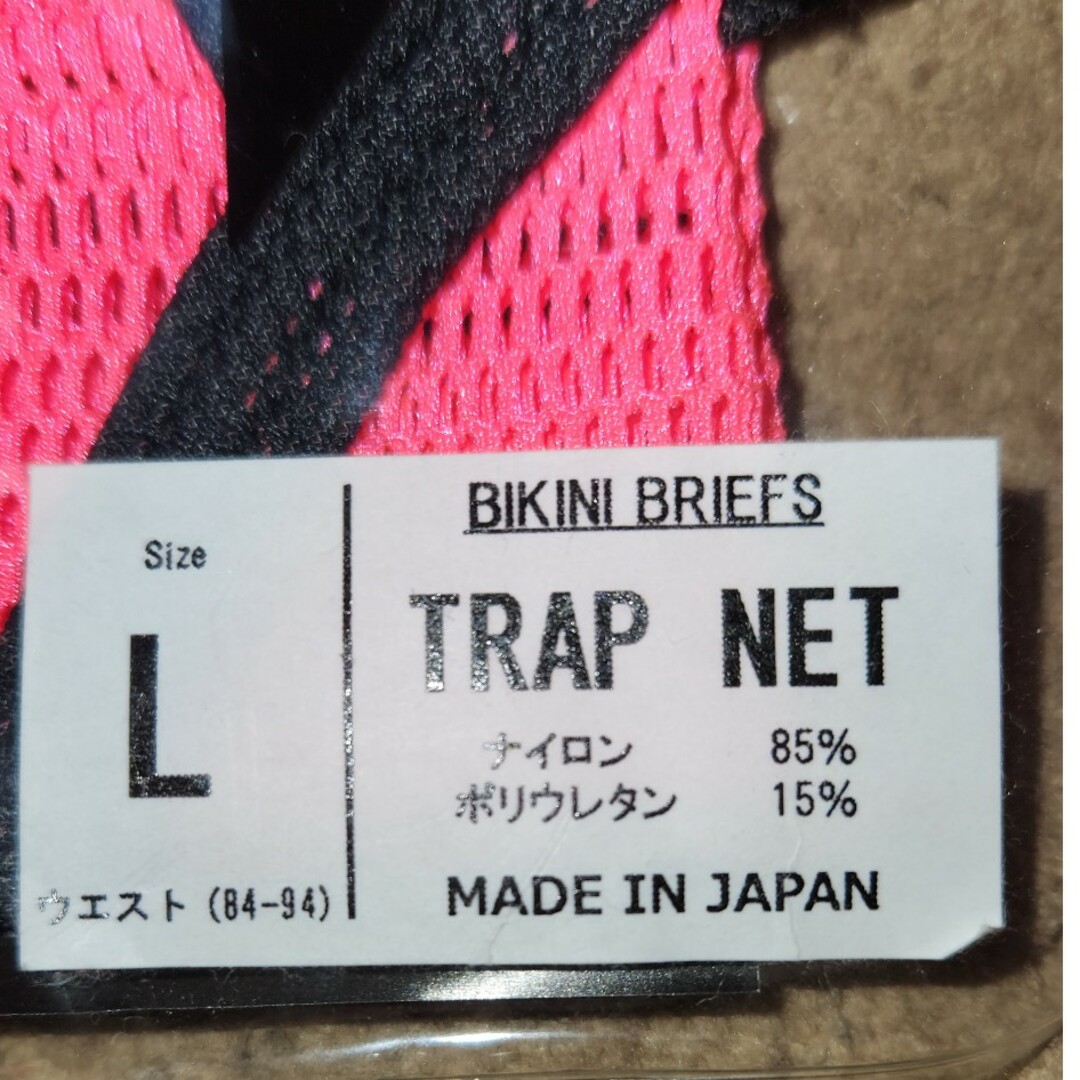 Size
L
ウエスト (84-94)
BIKINI BRIEFS
TRAP NET
ナイロン 85%
ポリウレタン 15%
MADE IN JAPAN